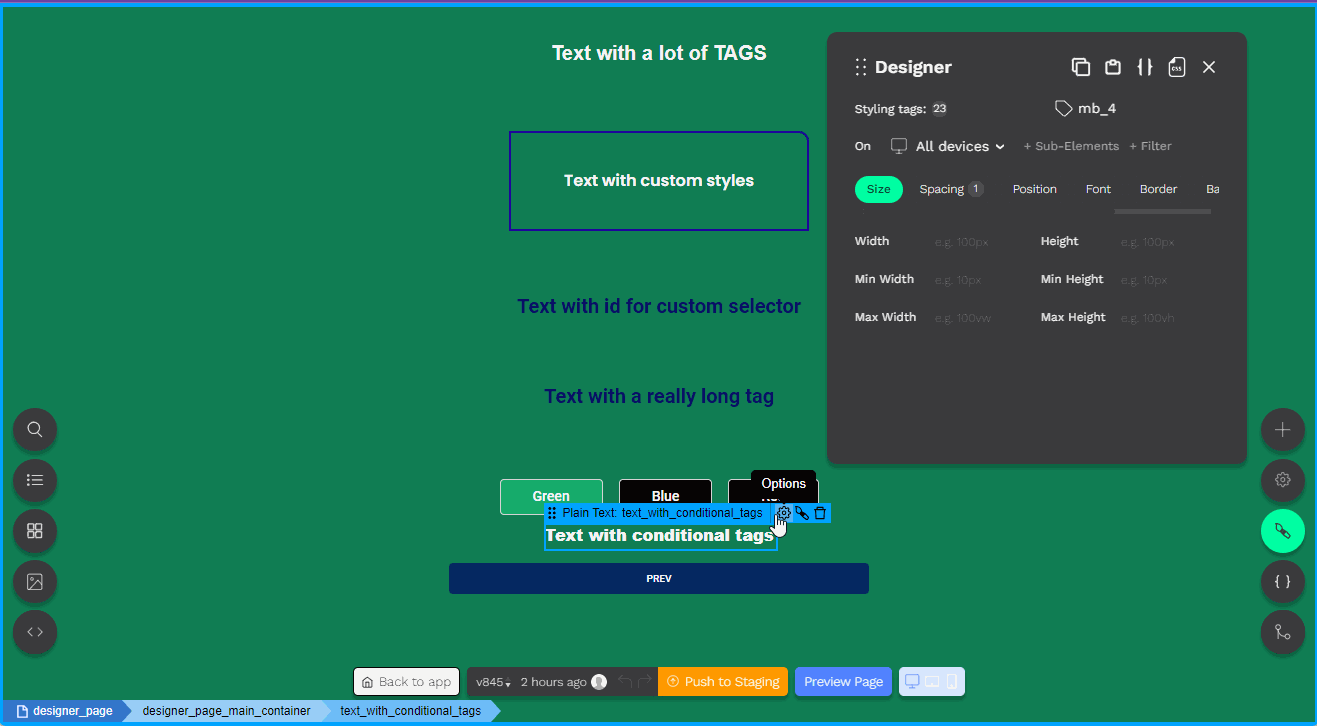 Text with a lot of TAGS
Text with custom styles
Text with id for custom selector
Text with a really long tag
Green
Blue
Options
Plain Text: text_with_conditional_tags
Text with conditional tags
PREV
Designer
css
Styling tags: 23
mb_4
On
All devices
+ Sub-Elements
+ Filter
Size
Spacing 1
Position
Font
Border
Ba
Width
e.g. 100px
Height
e.g. 100px
Min Width
e.g. 10px
Min Height
e.g. 10px
Max Width
e.g. 100vw
Max Height
e.g. 100vh
Back to app
v845
2 hours ago
Push to Staging
Preview Page
designer_page
designer_page_main_container
text_with_conditional_tags